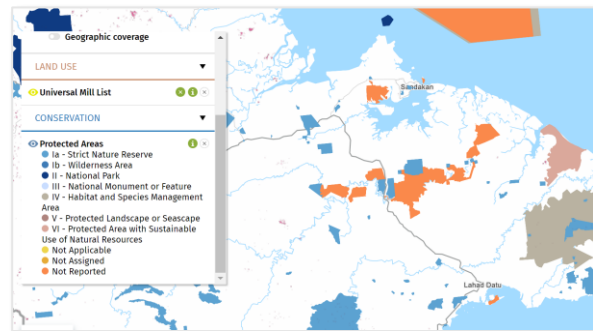 Geographic coverage
LAND USE
Universal Mill List
CONSERVATION
Protected Areas
Ia - Strict Nature Reserve
Ib - Wilderness Area
II - National Park
III - National Monument or Feature
IV - Habitat and Species Management
Area
V - Protected Landscape or Seascape
VI - Protected Area with Sustainable
Use of Natural Resources
Not Applicable
Not Assigned
Not Reported
Sandakan
Lahad Datu